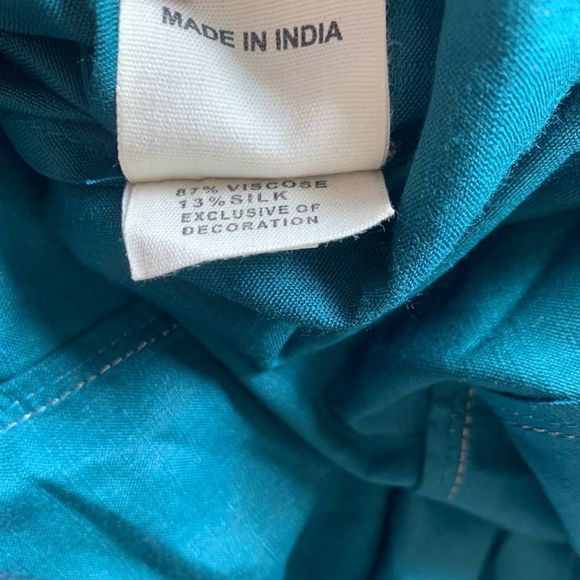 MADE IN INDIA
87% VISCOSE
13% SILK
EXCLUSIVE OF
DECORATION